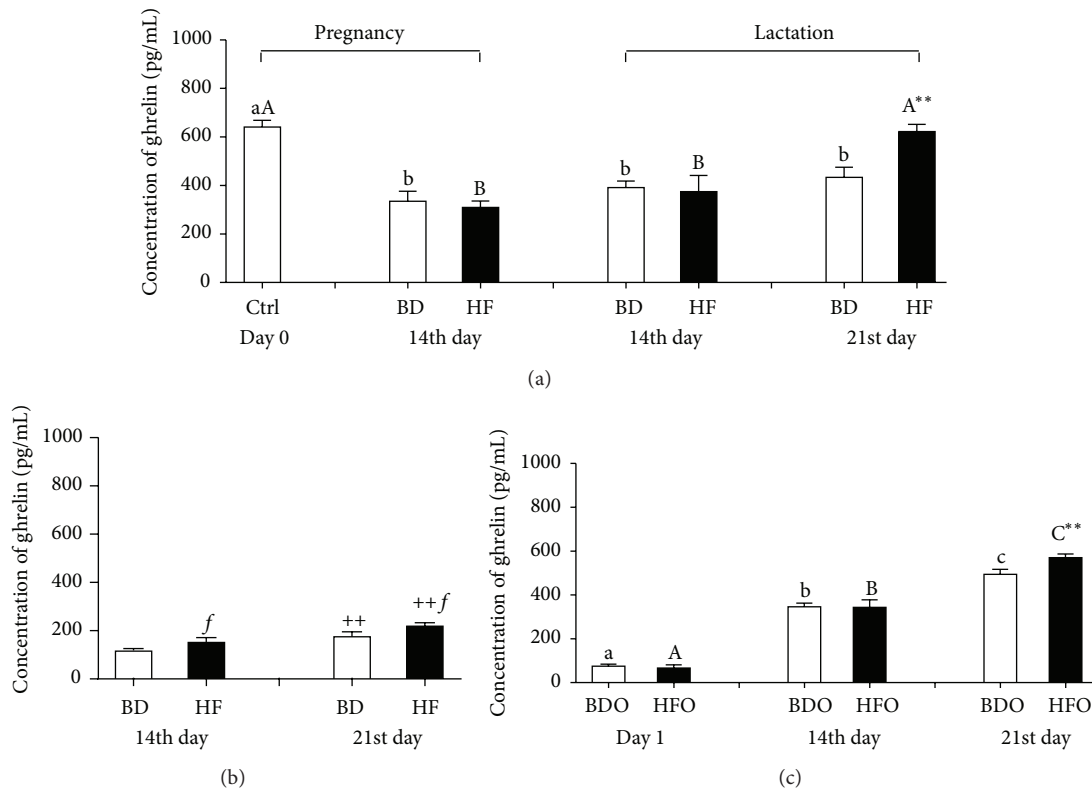 (a)
Concentration of ghrelin (pg/mL)
1000
800
600
400
200
0
Pregnancy
Lactation
aA
b
B
b
B
b
A**
Ctrl
BD
HF
BD
HF
BD
HF
Day 0
14th day
14th day
21st day
(a)
Concentration of ghrelin (pg/mL)
1000
800
600
400
200
0
f
++
++f
BD
HF
BD
HF
14th day
21st day
(b)
Concentration of ghrelin (pg/mL)
1000
800
600
400
200
0
a
A
b
B
c
C**
BDO
HFO
BDO
HFO
BDO
HFO
Day 1
14th day
21st day
(c)